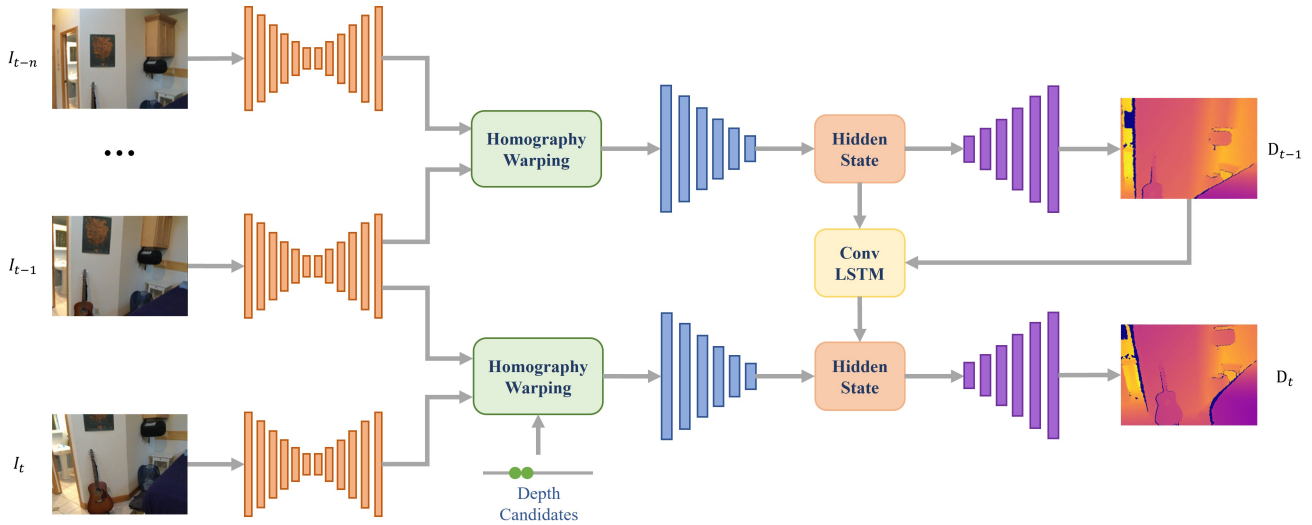 I_{t−n}
...
Homography
Warping
Hidden
State
D_{t−1}
I_{t−1}
Conv
LSTM
Homography
Warping
Hidden
State
D_t
I_t
Depth
Candidates